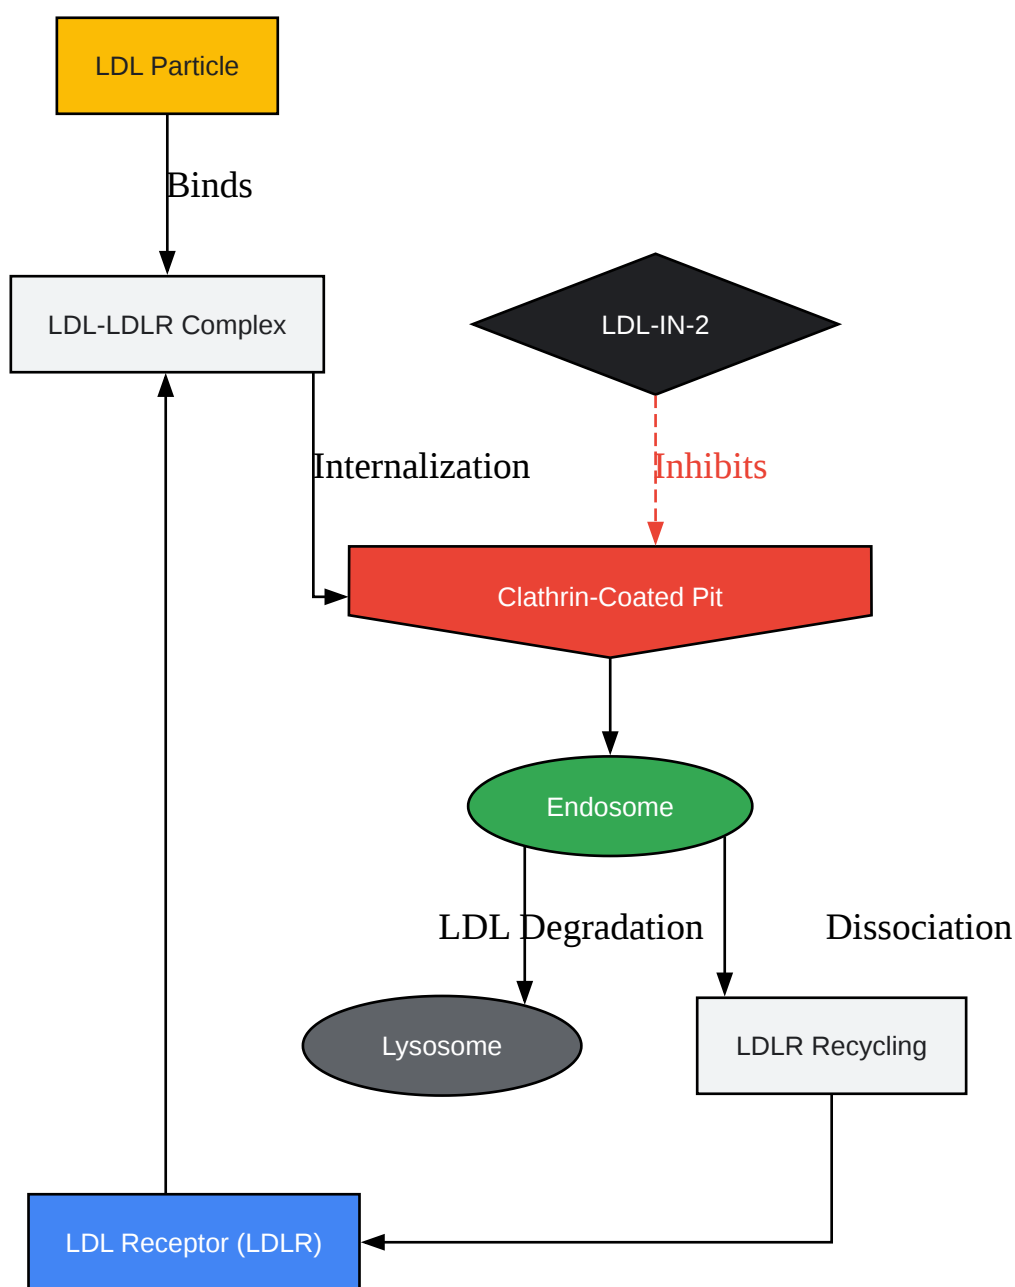 LDL Particle
Binds
LDL-LDLR Complex
LDL-IN-2
Internalization
Inhibits
Clathrin-Coated Pit
Endosome
LDL Degradation
Dissociation
Lysosome
LDLR Recycling
LDL Receptor (LDLR)